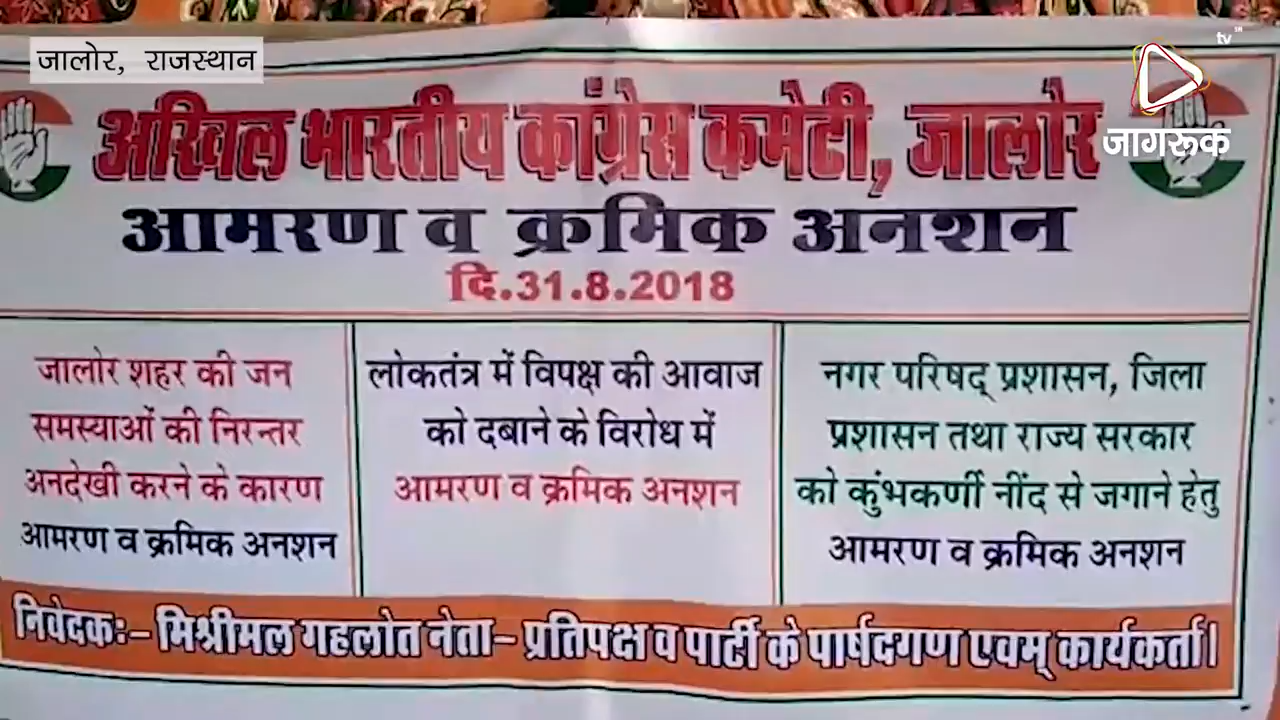 जालोर, राजस्थान
tv
जागरूक
अखिल भारतीय कांग्रेस कमेटी, जालोर
आमरण व क्रमिक अनशन
दि.31.8.2018
जालोर शहर की जन
समस्याओं की निरन्तर
अनदेखी करने के कारण
आमरण व क्रमिक अनशन
लोकतंत्र में विपक्ष की आवाज
को दबाने के विरोध में
आमरण व क्रमिक अनशन
नगर परिषद् प्रशासन, जिला
प्रशासन तथा राज्य सरकार
को कुंभकर्णी नींद से जगाने हेतु
आमरण व क्रमिक अनशन
निवेदकः- मिश्रीमल गहलोत नेता- प्रतिपक्ष व पार्टी के पार्षदगण एवम् कार्यकर्ता।